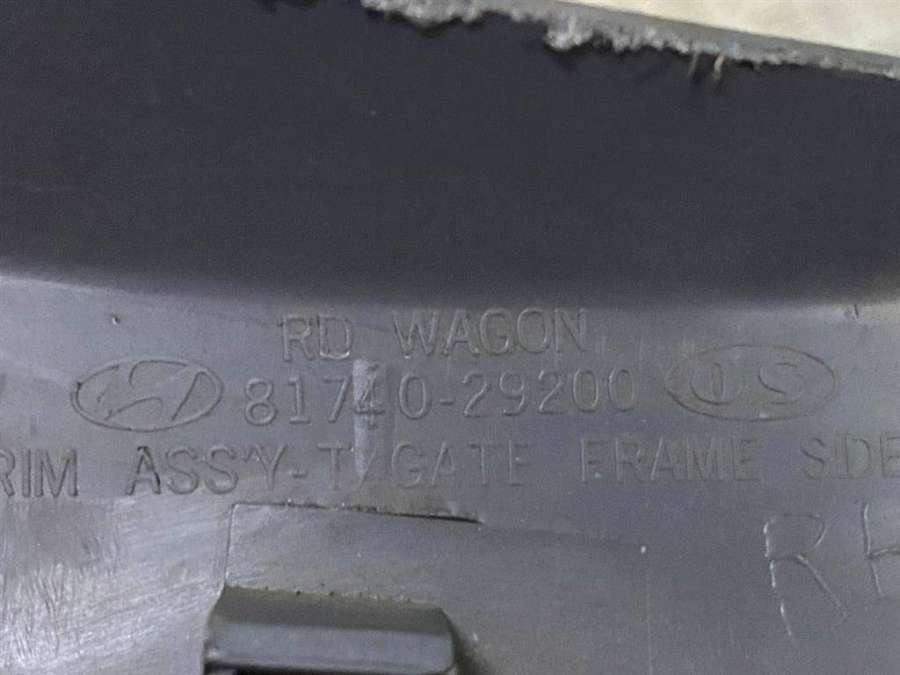 RD WAGON
81740-29200
RIM ASS'Y-T/GATE FRAME SIDE
RH